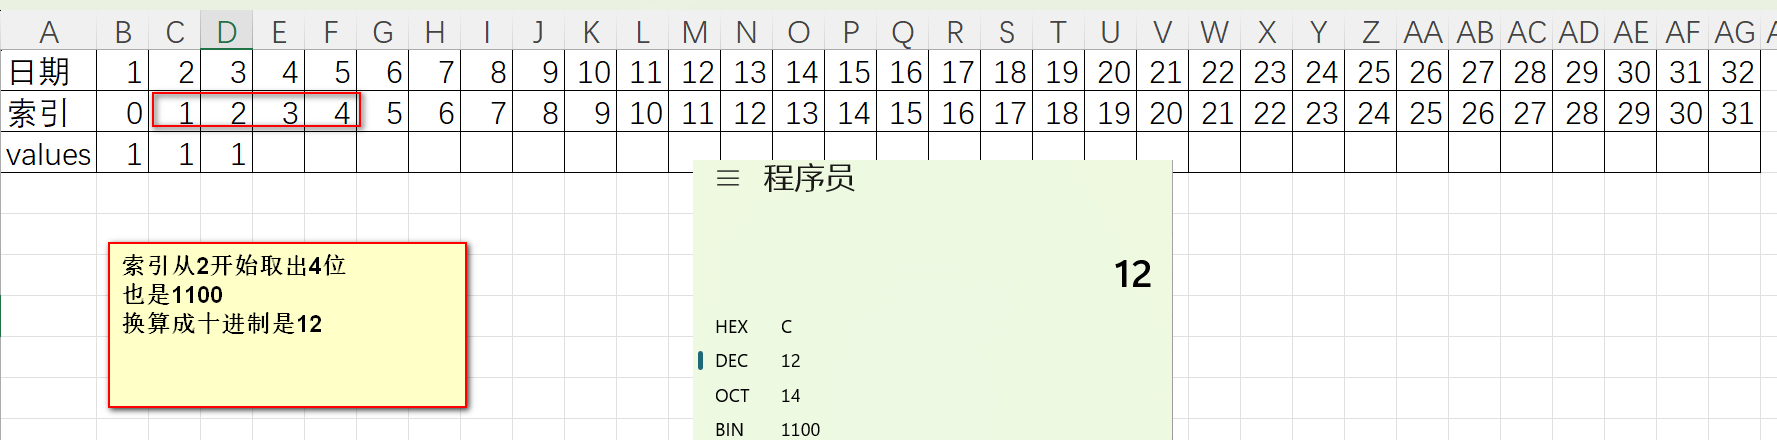 A B C D E F G H I J K L M N O P Q R S T U V W X Y Z AA AB AC AD AE AF AG
日期 1 2 3 4 5 6 7 8 9 10 11 12 13 14 15 16 17 18 19 20 21 22 23 24 25 26 27 28 29 30 31 32
索引 0 1 2 3 4 5 6 7 8 9 10 11 12 13 14 15 16 17 18 19 20 21 22 23 24 25 26 27 28 29 30 31
values 1 1 1
索引从2开始取出4位
也是1100
换算成十进制是12
程序员
12
HEX C
DEC 12
OCT 14
BIN 1100